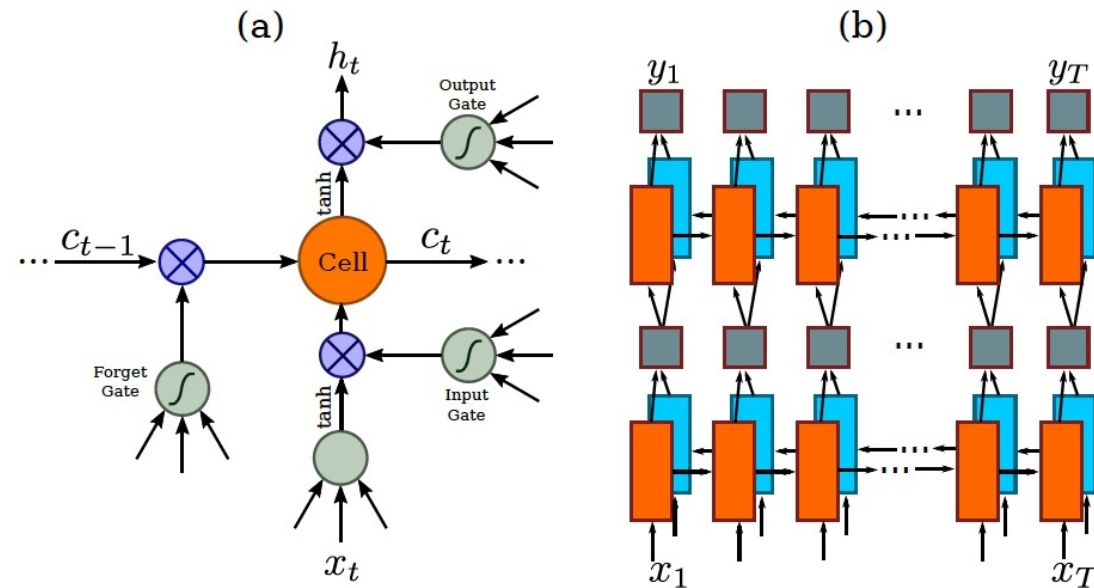 (a)
h_t
Output
Gate
tanh
... c_{t−1}
Cell
c_t ...
Forget
Gate
tanh
Input
Gate
x_t
(b)
y_1
y_T
...
...
...
...
...
...
x_1
x_T